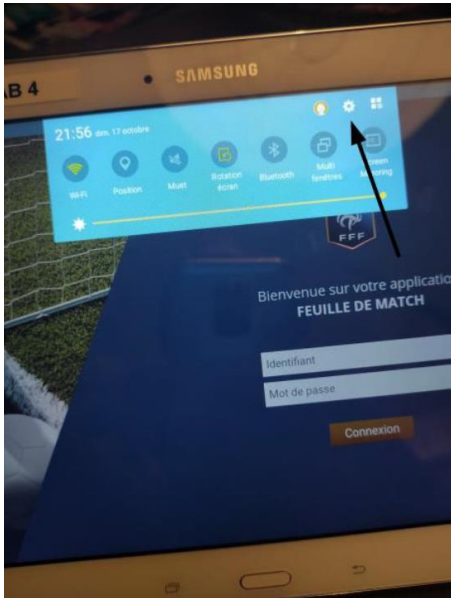 AB 4
SAMSUNG
21:56 dim. 17 octobre
Wi-Fi
Position
Muet
Rotation
écran
Bluetooth
Multi
fenêtres
Screen
Mirroring
FFF
Bienvenue sur votre applicatio
FEUILLE DE MATCH
Identifiant
Mot de passe
Connexion